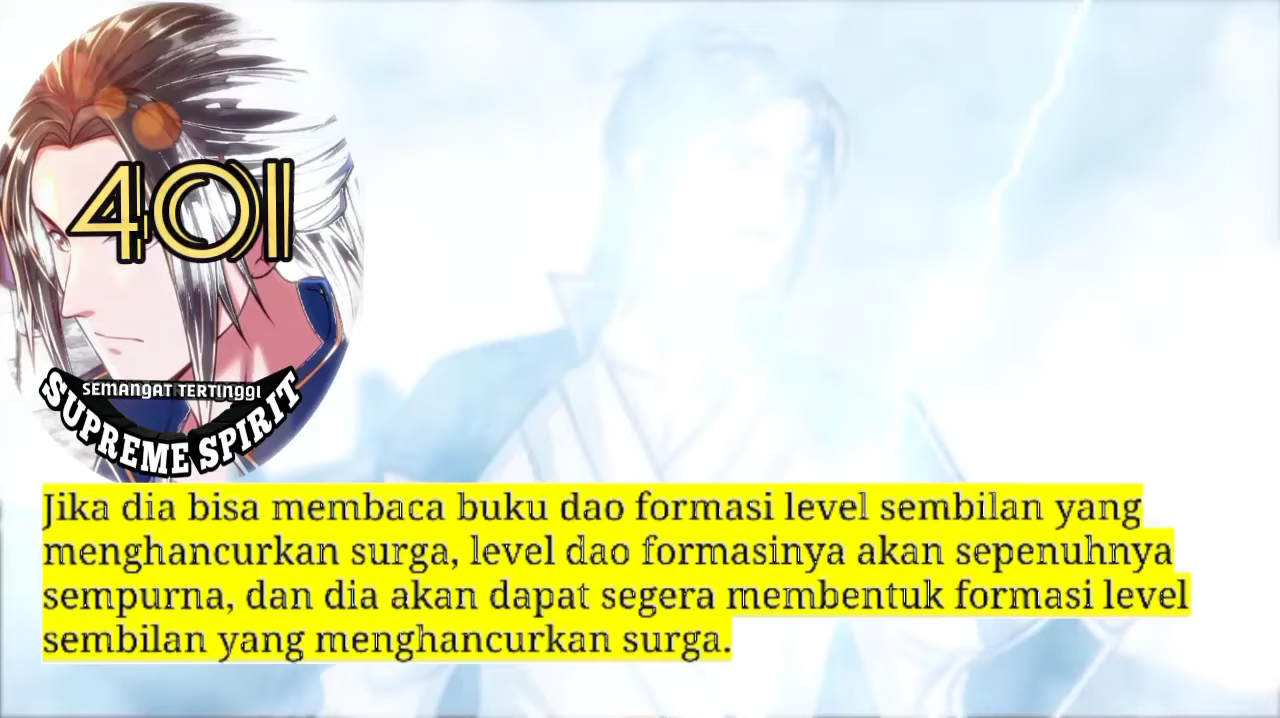 401
SEMANGAT TERTINGGI
SUPREME SPIRIT
Jika dia bisa membaca buku dao formasi level sembilan yang
menghancurkan surga, level dao formasinya akan sepenuhnya
sempurna, dan dia akan dapat segera membentuk formasi level
sembilan yang menghancurkan surga.